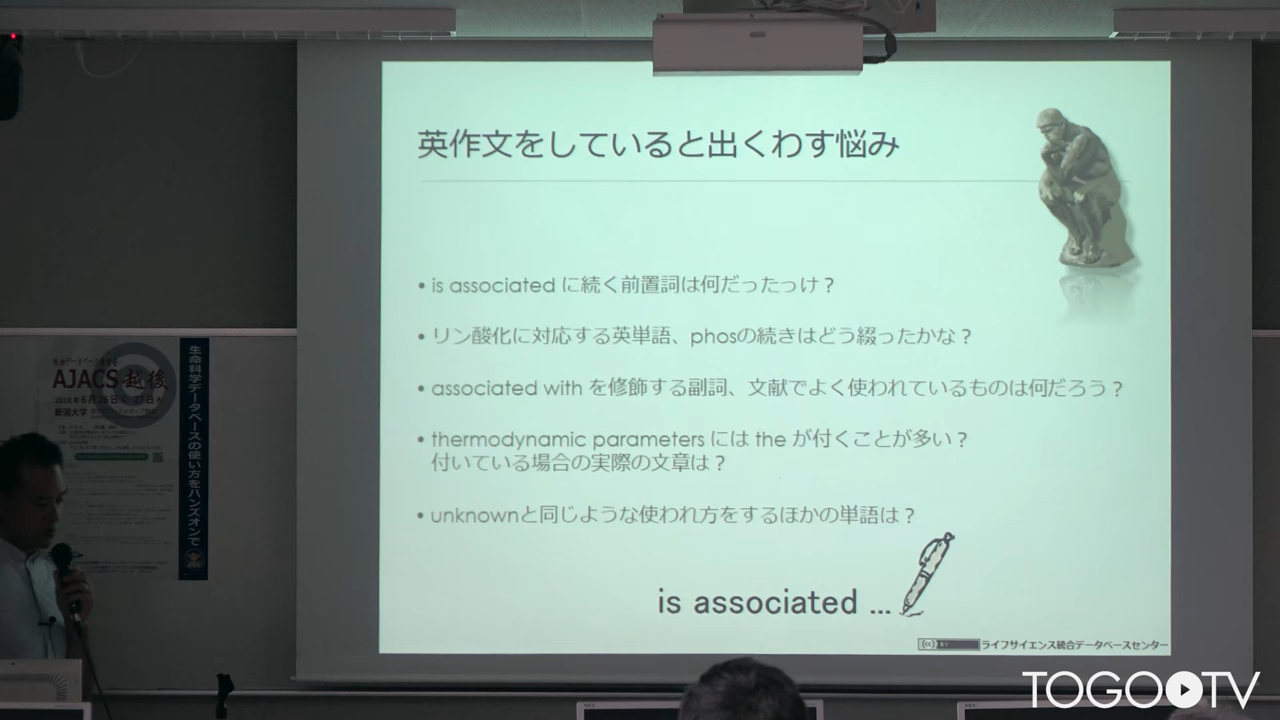 英作文をしていると出くわす悩み
• is associated に続く前置詞は何だったっけ？
• リン酸化に対応する英単語、phosの続きはどう綴ったかな？
• associated with を修飾する副詞、文献でよく使われているものは何だろう？
• thermodynamic parameters には the が付くことが多い？
付いている場合の実際の文章は？
• unknownと同じような使われ方をするほかの単語は？
is associated ...
ライフサイエンス統合データベースセンター
AJACS 越後
新潟大学
生命科学データベースの使い方をハンズオンで
TOGOTV